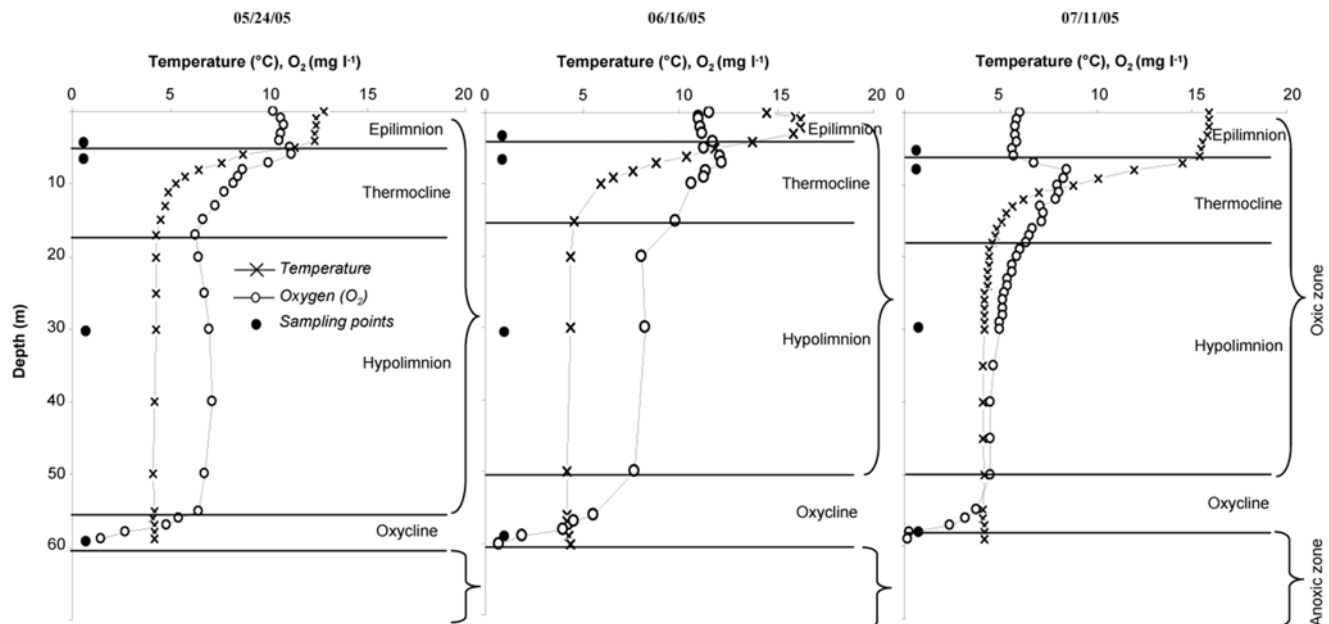 05/24/05 06/16/05 07/11/05
Temperature (°C), O₂ (mg l⁻¹) Temperature (°C), O₂ (mg l⁻¹) Temperature (°C), O₂ (mg l⁻¹)
0 5 10 15 20 0 5 10 15 20 0 5 10 15 20
Epilimnion Epilimnion Epilimnion
10 Thermocline Thermocline Thermocline
20
Temperature
Oxygen (O₂)
Sampling points
30
Depth (m)
Hypolimnion Hypolimnion Hypolimnion
Oxic zone
40
50
Oxycline Oxycline Oxycline
60
Anoxic zone